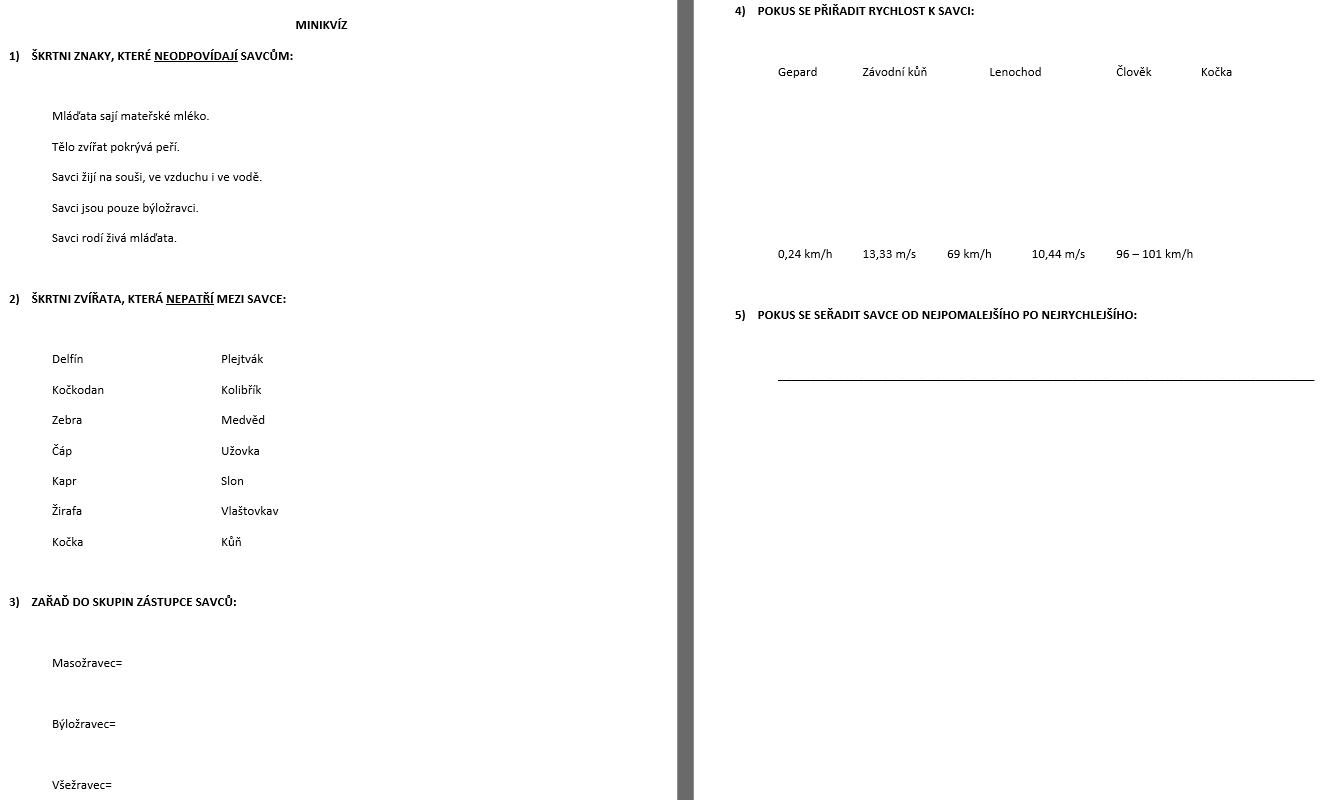 MINIKVÍZ
1) ŠKRTNI ZNAKY, KTERÉ NEODPOVÍDAJÍ SAVCŮM:
Mláďata sají mateřské mléko.
Tělo zvířat pokrývá peří.
Savci žijí na souši, ve vzduchu i ve vodě.
Savci jsou pouze býložravci.
Savci rodí živá mláďata.
2) ŠKRTNI ZVÍŘATA, KTERÁ NEPATŘÍ MEZI SAVCE:
Delfín Plejtvák
Kočkodan Kolibřík
Zebra Medvěd
Čáp Užovka
Kapr Slon
Žirafa Vlaštovkav
Kočka Kůň
3) ZAŘAĎ DO SKUPIN ZÁSTUPCE SAVCŮ:
Masožravec=
Býložravec=
Všežravec=
4) POKUS SE PŘIŘADIT RYCHLOST K SAVCI:
Gepard Závodní kůň Lenochod Člověk Kočka
0,24 km/h 13,33 m/s 69 km/h 10,44 m/s 96 – 101 km/h
5) POKUS SE SEŘADIT SAVCE OD NEJPOMALEJŠÍHO PO NEJRYCHLEJŠÍHO: